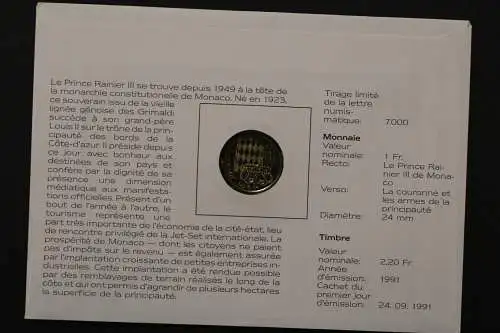 Le Prince Rainier III se trouve depuis 1949 à la tête de
la monarchie constitutionelle de Monaco. Né en 1923,
ce souverain issu de la vieille
lignée génoise des Grimaldi
succède à son grand-père
Louis II sur le trône de la prin-
cipauté des bords de la
Côte-d'azur. Il préside depuis
ce jour avec bonheur aux
destinées de son pays et
confère par la dignité de sa
présence une dimension
médiatique aux manifesta-
tions officielles. Présent d'un
bout de l'année à l'autre, le
tourisme représente une
part très importante de l'économie de la cité-état, lieu
de rencontre privilégié de la Jet-Set internationale. La
prospérité de Monaco — dont les citoyens ne paient
pas d'impôts sur le revenu — est également assurée
par l'implantation croissante de petites entreprises in-
dustrielles. Cette implantation a été rendue possible
par des remblayages de terrain réalisés le long de la
côte et qui ont permis d'agrandir de plusieurs hectares
la superficie de la principauté.
Tirage limité
de la lettre
numis-
matique: 7.000
Monnaie
Valeur
nominale: 1 Fr.
Recto: Le Prince Rai-
nier III de Mona-
co
Verso: La couronne et
les armes de la
principauté
Diamètre: 24 mm
Timbre
Valeur
nominale: 2,20 Fr.
Année
d'émission: 1991
Cachet du
premier jour
d'émission: 24. 09. 1991